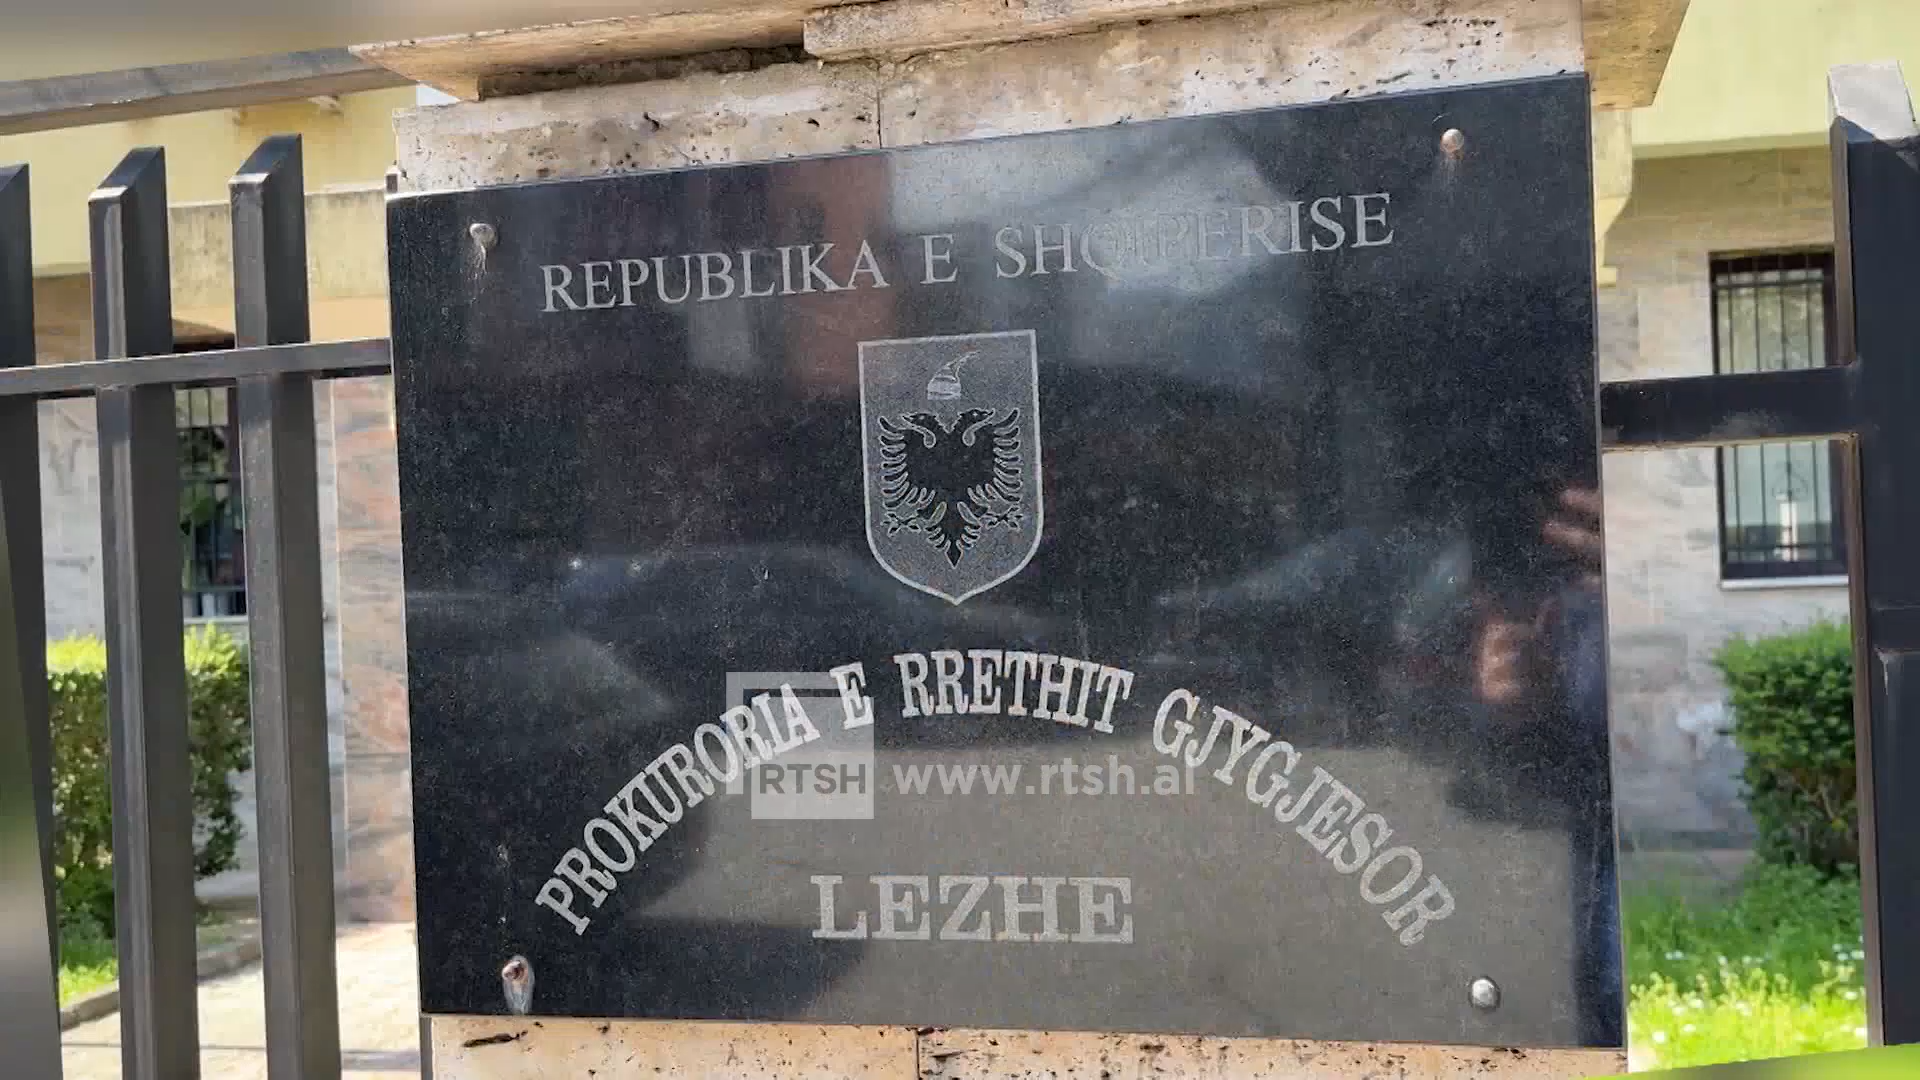 REPUBLIKA E SHQIPERISE
PROKURORIA E RRETHIT GJYGJESOR
RTSH www.rtsh.al
LEZHE